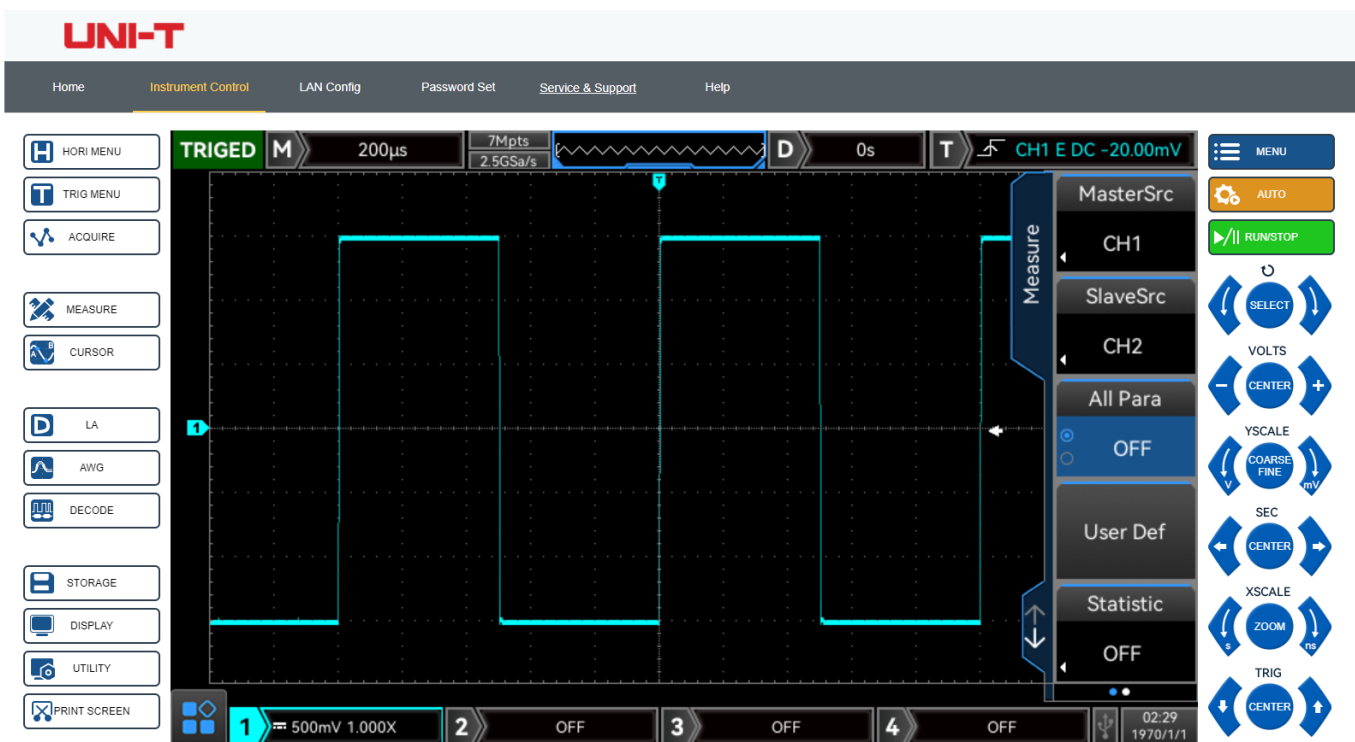 UNI-T
Home Instrument Control LAN Config Password Set Service & Support Help
HORI MENU
TRIG MENU
ACQUIRE
MEASURE
CURSOR
LA
AWG
DECODE
STORAGE
DISPLAY
UTILITY
PRINT SCREEN
TRIGED M 200µs 7Mpts 2.5GSa/s D 0s T CH1 E DC -20.00mV
T
1
Measure
MasterSrc
CH1
SlaveSrc
CH2
All Para
OFF
User Def
Statistic
OFF
1 500mV 1.000X 2 OFF 3 OFF 4 OFF 02:29
1970/1/1
MENU
AUTO
RUN/STOP
SELECT
VOLTS
CENTER
YSCALE
COARSE
FINE
V mV
SEC
CENTER
XSCALE
ZOOM
s ns
TRIG
CENTER